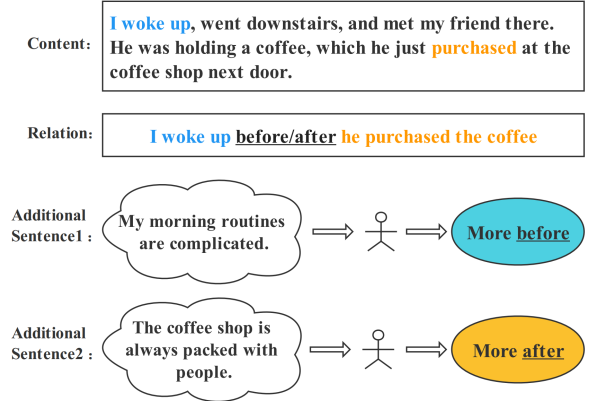 Content:
I woke up, went downstairs, and met my friend there.
He was holding a coffee, which he just purchased at the
coffee shop next door.
Relation:
I woke up before/after he purchased the coffee
Additional
Sentence1 :
My morning routines
are complicated.
More before
Additional
Sentence2 :
The coffee shop is
always packed with
people.
More after